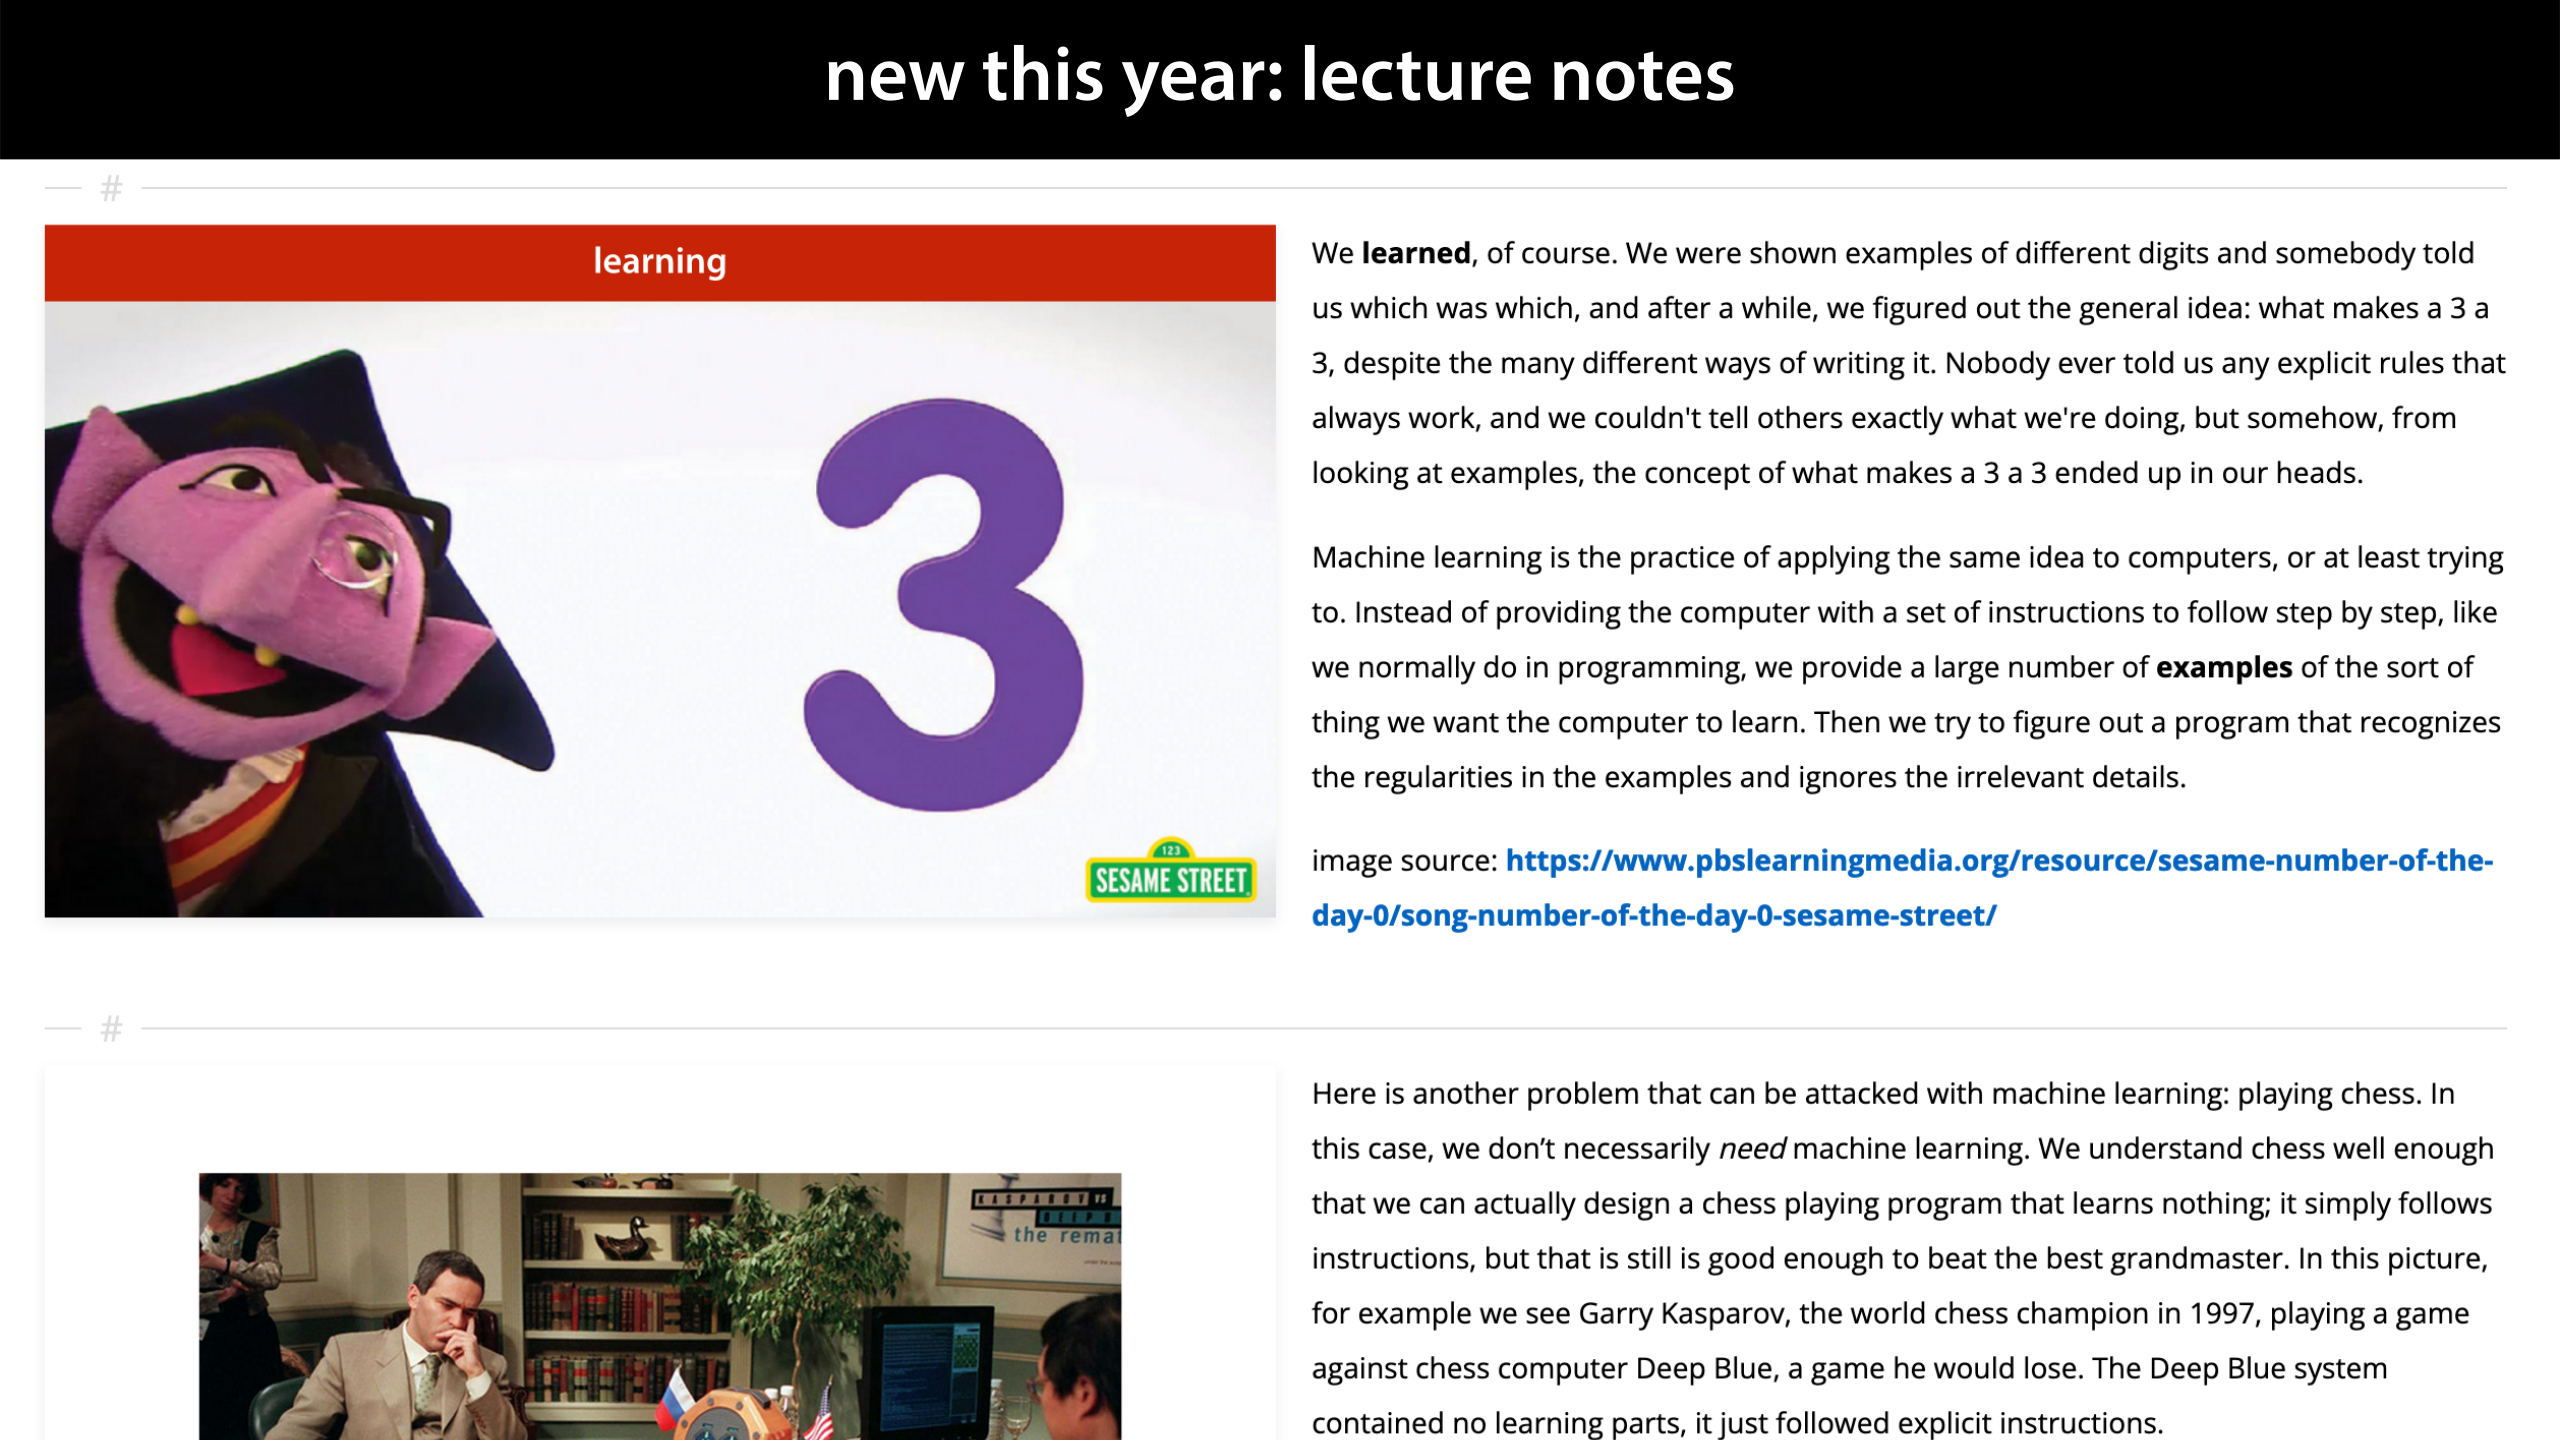 new this year: lecture notes
#
learning
3
123
SESAME STREET
We learned, of course. We were shown examples of different digits and somebody told
us which was which, and after a while, we figured out the general idea: what makes a 3 a
3, despite the many different ways of writing it. Nobody ever told us any explicit rules that
always work, and we couldn't tell others exactly what we're doing, but somehow, from
looking at examples, the concept of what makes a 3 a 3 ended up in our heads.
Machine learning is the practice of applying the same idea to computers, or at least trying
to. Instead of providing the computer with a set of instructions to follow step by step, like
we normally do in programming, we provide a large number of examples of the sort of
thing we want the computer to learn. Then we try to figure out a program that recognizes
the regularities in the examples and ignores the irrelevant details.
image source: https://www.pbslearningmedia.org/resource/sesame-number-of-the-
day-0/song-number-of-the-day-0-sesame-street/
#
KASPAROV VS
DEEP B
the remat
Here is another problem that can be attacked with machine learning: playing chess. In
this case, we don’t necessarily need machine learning. We understand chess well enough
that we can actually design a chess playing program that learns nothing; it simply follows
instructions, but that is still is good enough to beat the best grandmaster. In this picture,
for example we see Garry Kasparov, the world chess champion in 1997, playing a game
against chess computer Deep Blue, a game he would lose. The Deep Blue system
contained no learning parts, it just followed explicit instructions.